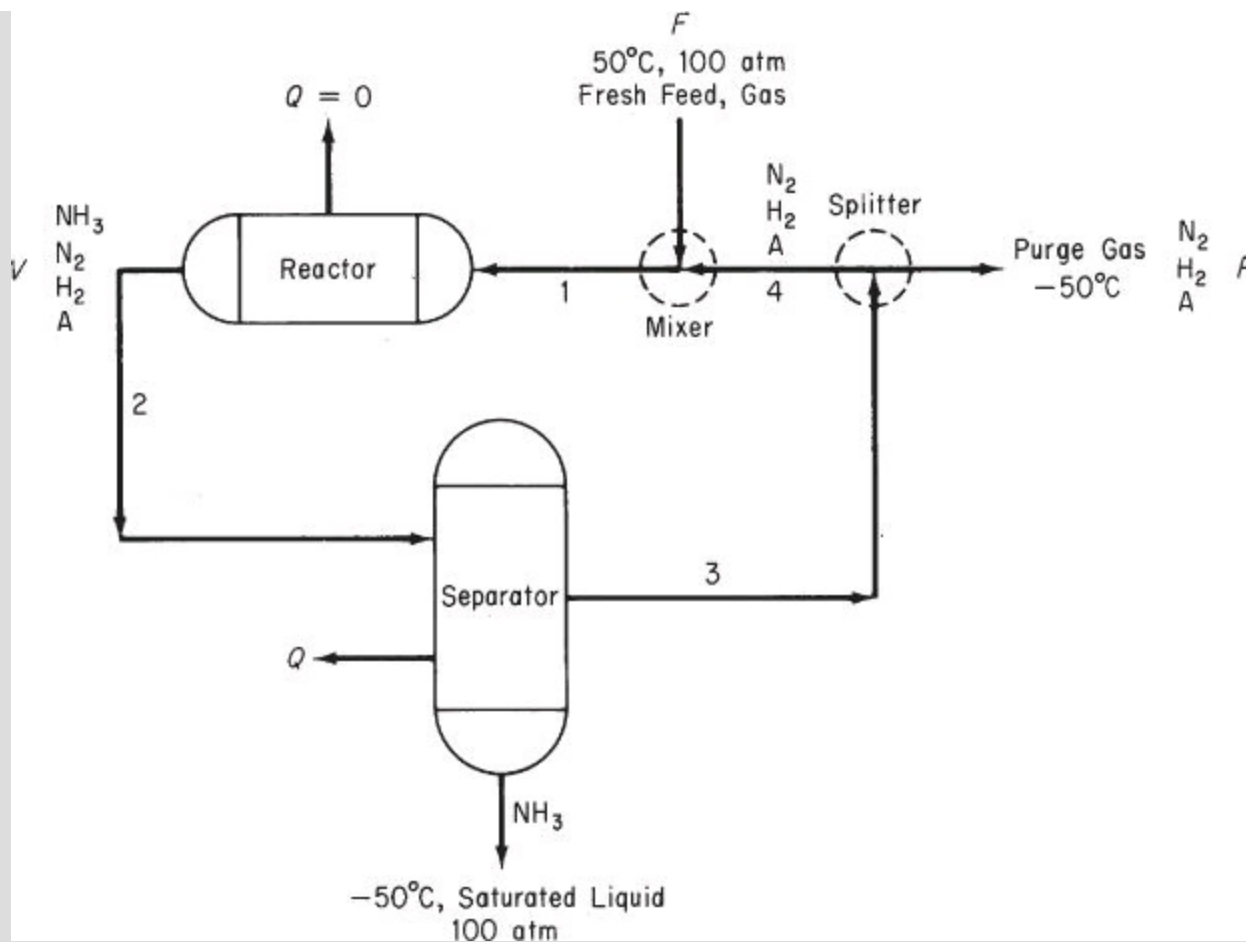 F
50°C, 100 atm
Fresh Feed, Gas
Q = 0
N₂
H₂
A
Splitter
NH₃
N₂
H₂
A
Reactor
1
4
Mixer
Purge Gas
−50°C
N₂
H₂
A
2
3
Separator
Q
NH₃
−50°C, Saturated Liquid
100 atm